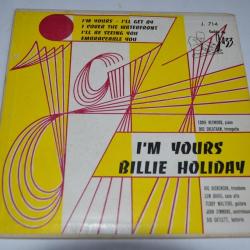 I'M YOURS - I'LL GET BY
I COVER THE WATERFRONT
I'LL BE SEEING YOU
EMBRACEABLE YOU
J. 714
Jazz
EDDIE HEYWOOD, piano
DOC CHEATHAM, trompette
I'M YOURS
BILLIE HOLIDAY
VIC DICKENSON, trombone
LEM DAVIS, saxo alto
TEDDY WALTERS, guitare
JOHN SIMMONS, contrebasse
SID CATLETT, batterie